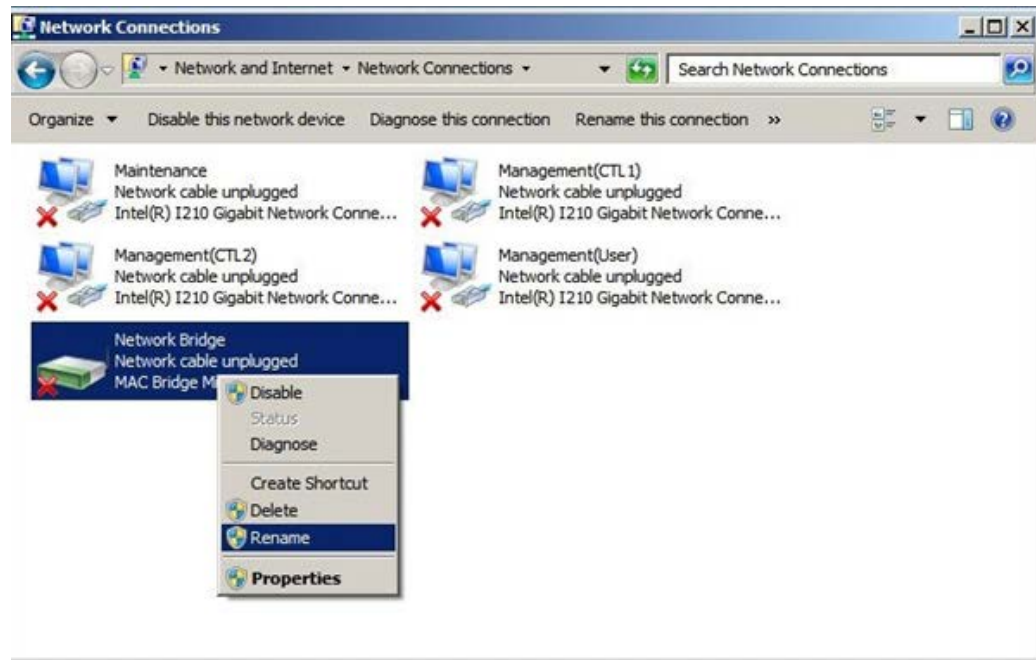 Network Connections
Network and Internet Network Connections
Search Network Connections
Organize Disable this network device Diagnose this connection Rename this connection »
Maintenance
Network cable unplugged
Intel(R) I210 Gigabit Network Conne...
Management(CTL1)
Network cable unplugged
Intel(R) I210 Gigabit Network Conne...
Management(CTL2)
Network cable unplugged
Intel(R) I210 Gigabit Network Conne...
Management(User)
Network cable unplugged
Intel(R) I210 Gigabit Network Conne...
Network Bridge
Network cable unplugged
MAC Bridge
Disable
Status
Diagnose
Create Shortcut
Delete
Rename
Properties